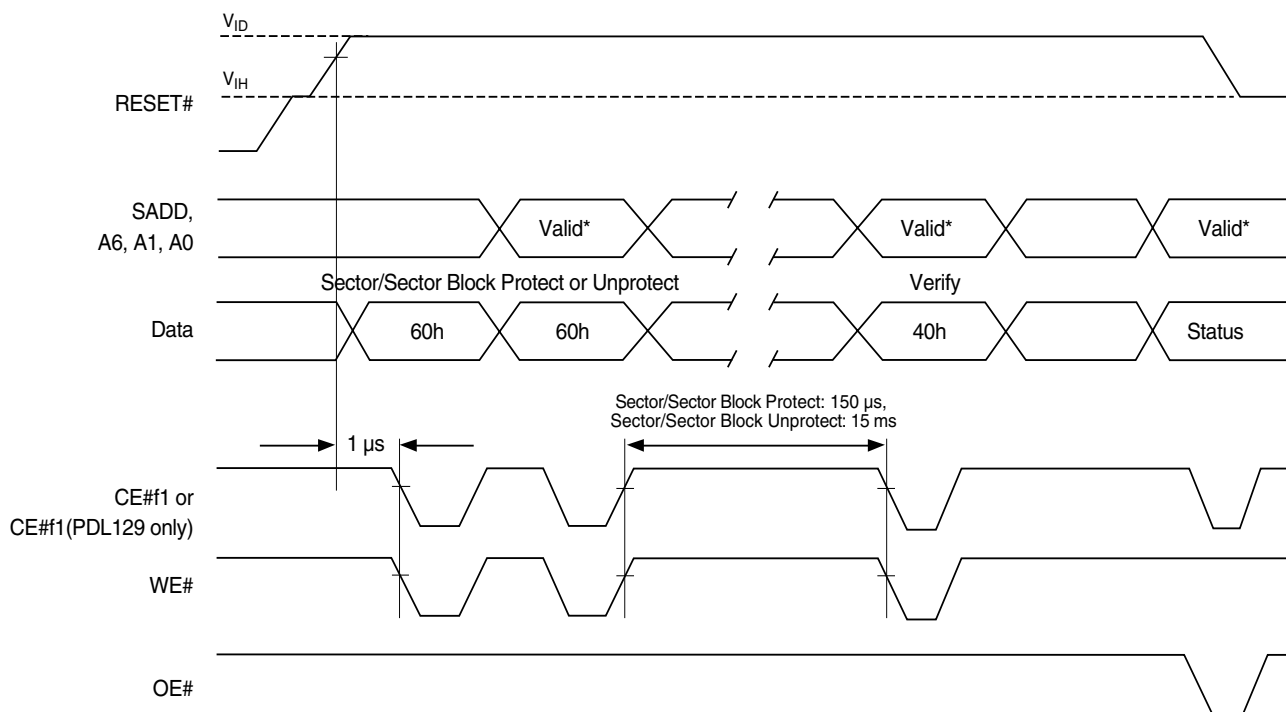 VID
VIH
RESET#
SADD,
A6, A1, A0
Valid*
Valid*
Valid*
Sector/Sector Block Protect or Unprotect
Verify
Data
60h
60h
40h
Status
Sector/Sector Block Protect: 150 µs,
Sector/Sector Block Unprotect: 15 ms
1 µs
CE#f1 or
CE#f1(PDL129 only)
WE#
OE#